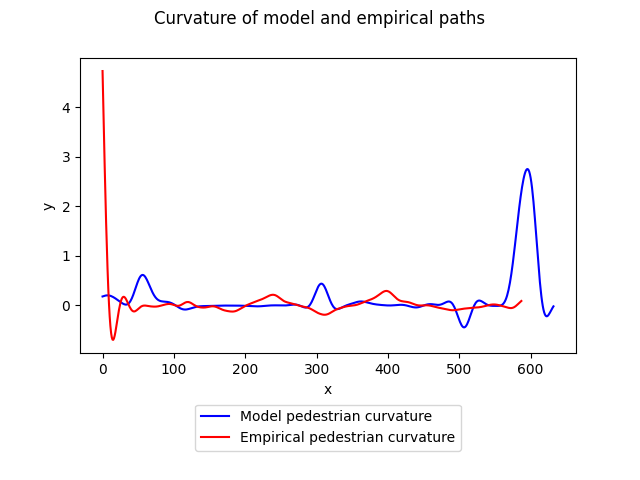 Curvature of model and empirical paths
4
3
2
1
0
y
0 100 200 300 400 500 600
x
Model pedestrian curvature
Empirical pedestrian curvature